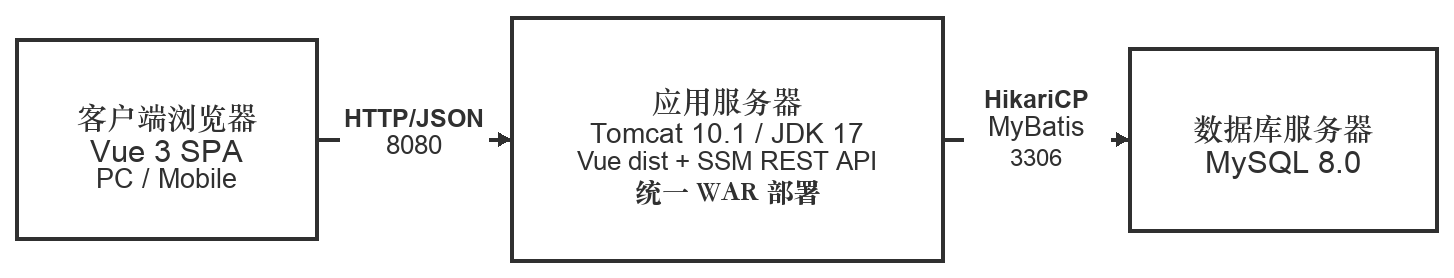 客户端浏览器
Vue 3 SPA
PC / Mobile
HTTP/JSON
8080
应用服务器
Tomcat 10.1 / JDK 17
Vue dist + SSM REST API
统一 WAR 部署
HikariCP
MyBatis
3306
数据库服务器
MySQL 8.0